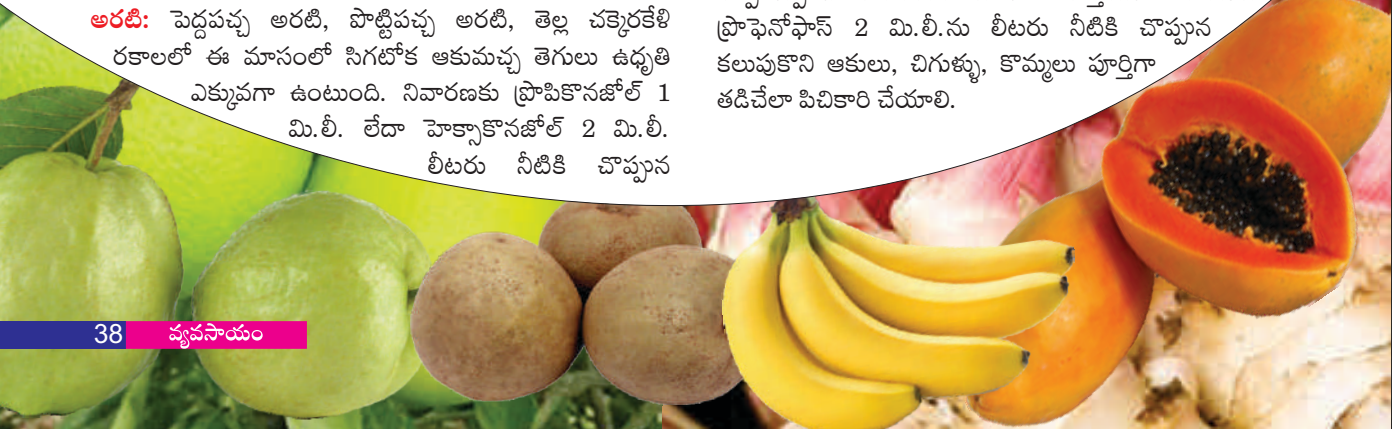 అరటి: పెద్దపచ్చ అరటి, పొట్టిపచ్చ అరటి, తెల్ల చక్కెరకేళి
రకాలలో ఈ మాసంలో సిగటోక ఆకుమచ్చ తెగులు ఉధృతి
ఎక్కువగా ఉంటుంది. నివారణకు ప్రొపికొనజోల్ 1
మి.లీ. లేదా హెక్సాకొనజోల్ 2 మి.లీ.
లీటరు నీటికి చొప్పున
ప్రొఫెనోఫాస్ 2 మి.లీ.ను లీటరు నీటికి చొప్పున
కలుపుకొని ఆకులు, చిగుళ్ళు, కొమ్మలు పూర్తిగా
తడిచేలా పిచికారి చేయాలి.
38 వ్యవసాయం